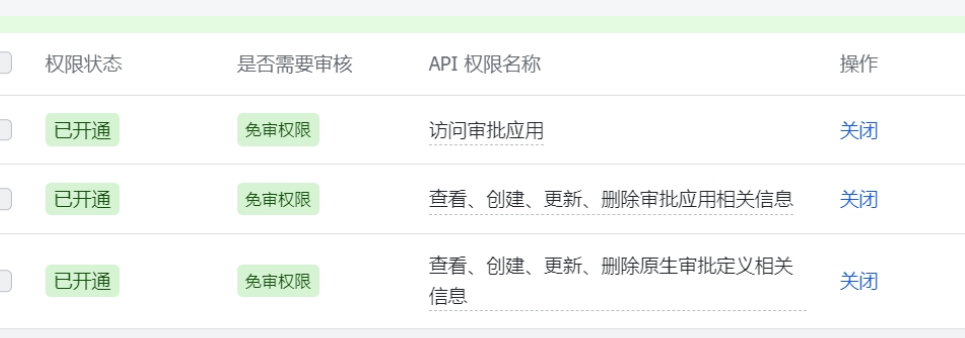 权限状态 是否需要审核 API 权限名称 操作
已开通 免审权限 访问审批应用 关闭
已开通 免审权限 查看、创建、更新、删除审批应用相关信息 关闭
已开通 免审权限 查看、创建、更新、删除原生审批定义相关 关闭
信息